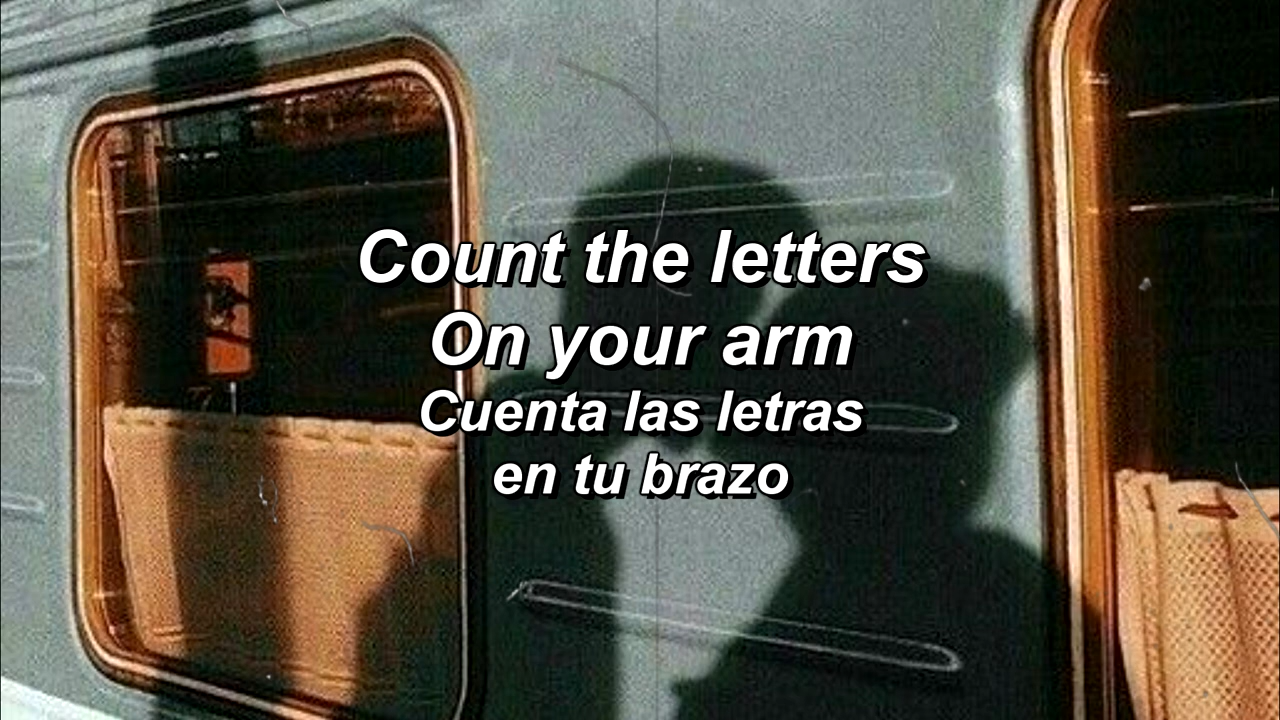 Count the letters
On your arm
Cuenta las letras
en tu brazo